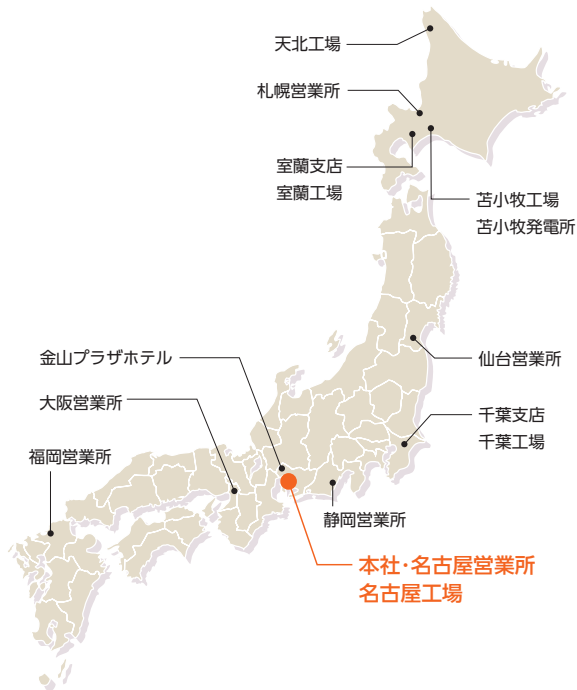 天北工場
札幌営業所
室蘭支店
室蘭工場
苫小牧工場
苫小牧発電所
金山プラザホテル
仙台営業所
大阪営業所
千葉支店
千葉工場
福岡営業所
静岡営業所
本社・名古屋営業所
名古屋工場